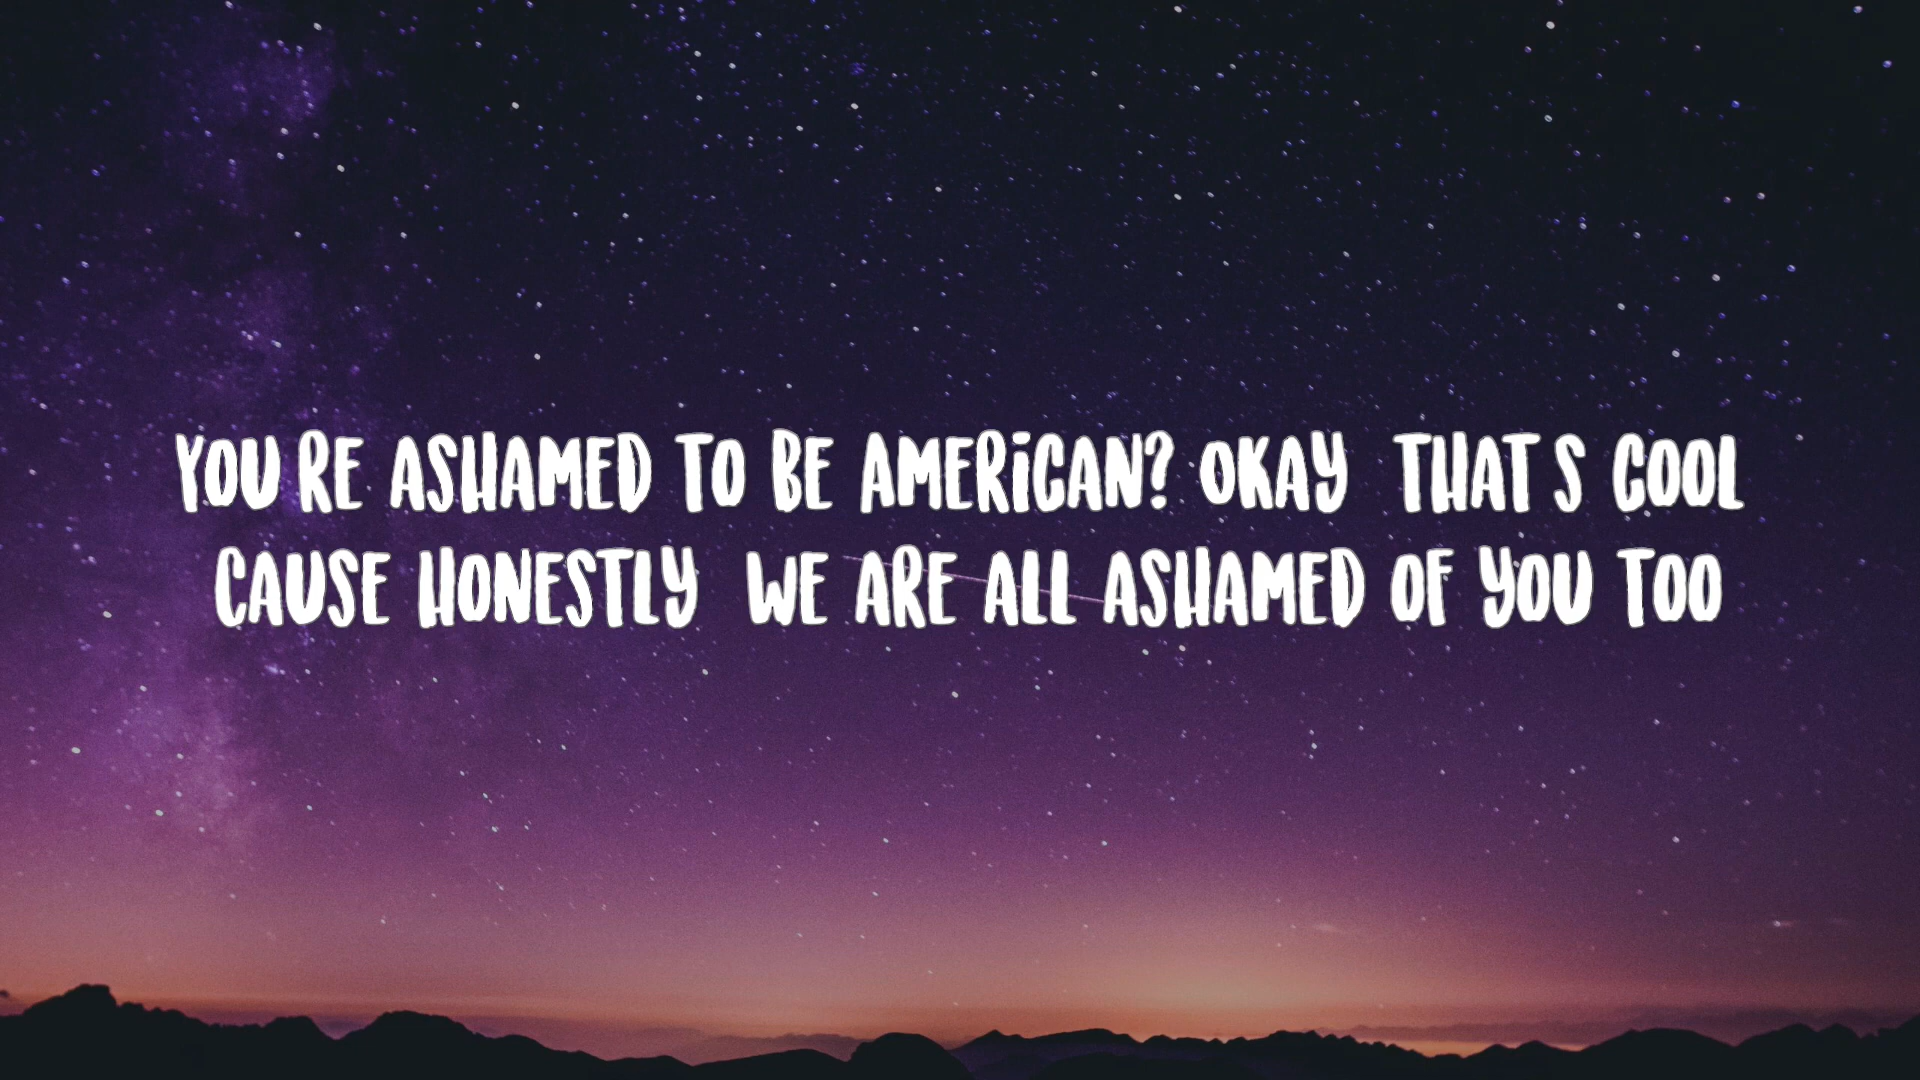 YOU RE ASHAMED TO BE AMERiCAN? OKAY THAT S COOL
CAUSE HONESTLY WE ARE ALL ASHAMED OF YOU TOO